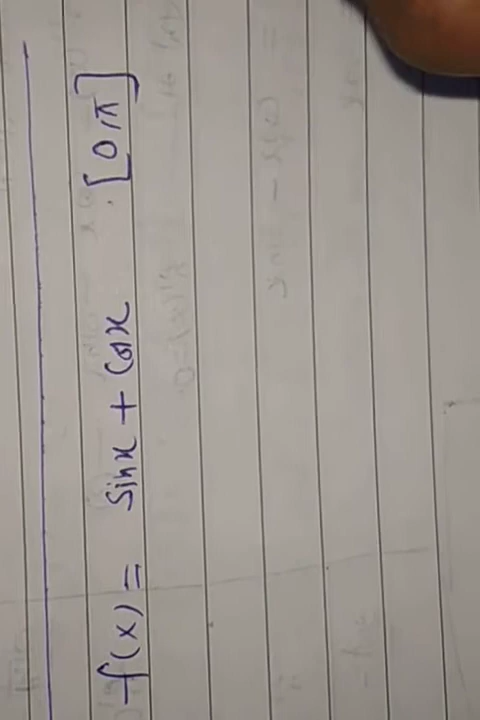 f(x) = sinx + cosx [0,π]